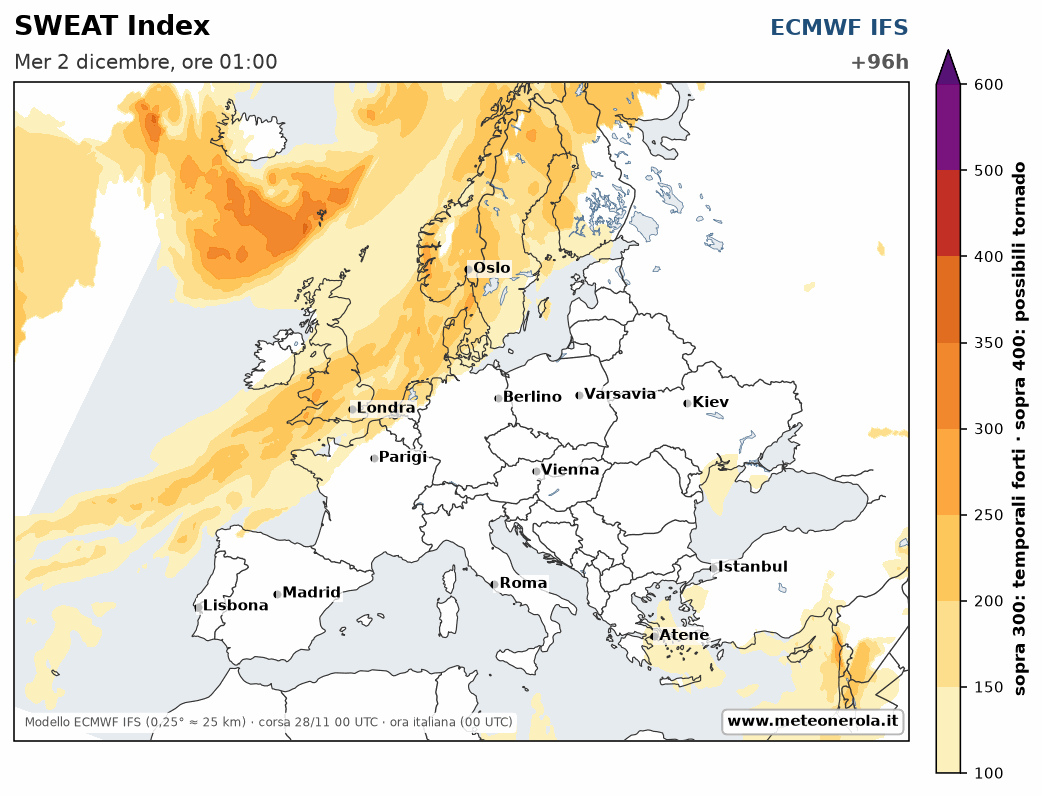 SWEAT Index
ECMWF IFS
Mer 2 dicembre, ore 01:00
+96h
600
500
400
350
300
250
200
150
100
sopra 300: temporali forti · sopra 400: possibili tornado
Oslo
Berlino
Varsavia
Kiev
Londra
Parigi
Vienna
Istanbul
Roma
Madrid
Lisbona
Atene
Modello ECMWF IFS (0,25° ≈ 25 km) · corsa 28/11 00 UTC · ora italiana (00 UTC)
www.meteonerola.it